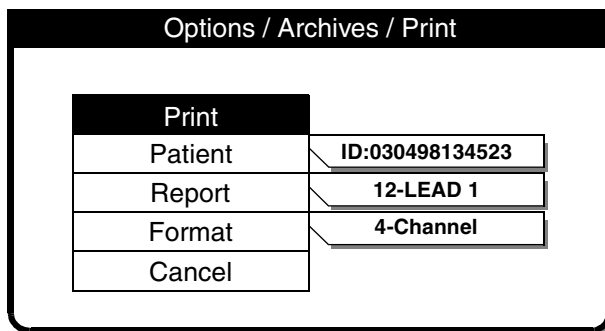 Options / Archives / Print
Print
Patient ID:030498134523
Report 12-LEAD 1
Format 4-Channel
Cancel